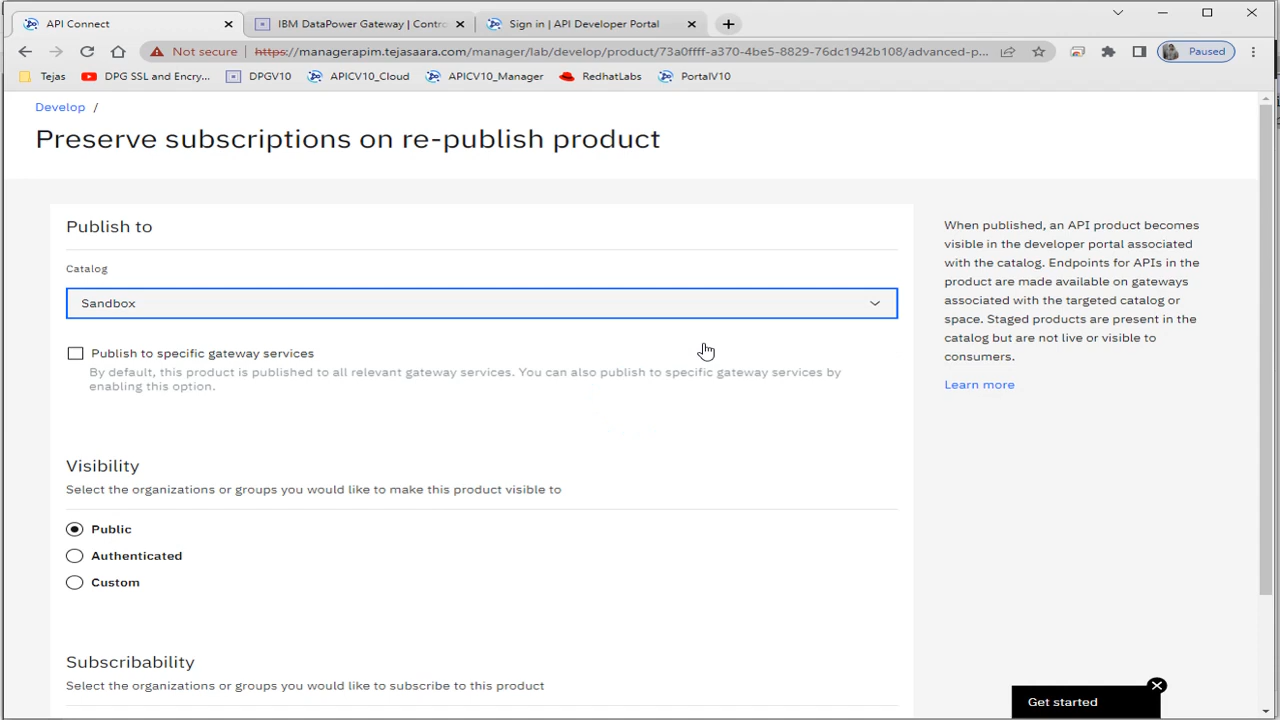 API Connect
IBM DataPower Gateway | Contro
Sign in | API Developer Portal
Not secure
https://managerapim.tejasaara.com/manager/lab/develop/product/73a0ffff-a370-4be5-8829-76dc1942b108/advanced-p...
Paused
Tejas
DPG SSL and Encry...
DPGV10
APICV10_Cloud
APICV10_Manager
RedhatLabs
PortalV10
Develop /
Preserve subscriptions on re-publish product
Publish to
Catalog
Sandbox
Publish to specific gateway services
By default, this product is published to all relevant gateway services. You can also publish to specific gateway services by
enabling this option.
Visibility
Select the organizations or groups you would like to make this product visible to
Public
Authenticated
Custom
Subscribability
Select the organizations or groups you would like to subscribe to this product
When published, an API product becomes
visible in the developer portal associated
with the catalog. Endpoints for APIs in the
product are made available on gateways
associated with the targeted catalog or
space. Staged products are present in the
catalog but are not live or visible to
consumers.
Learn more
Get started